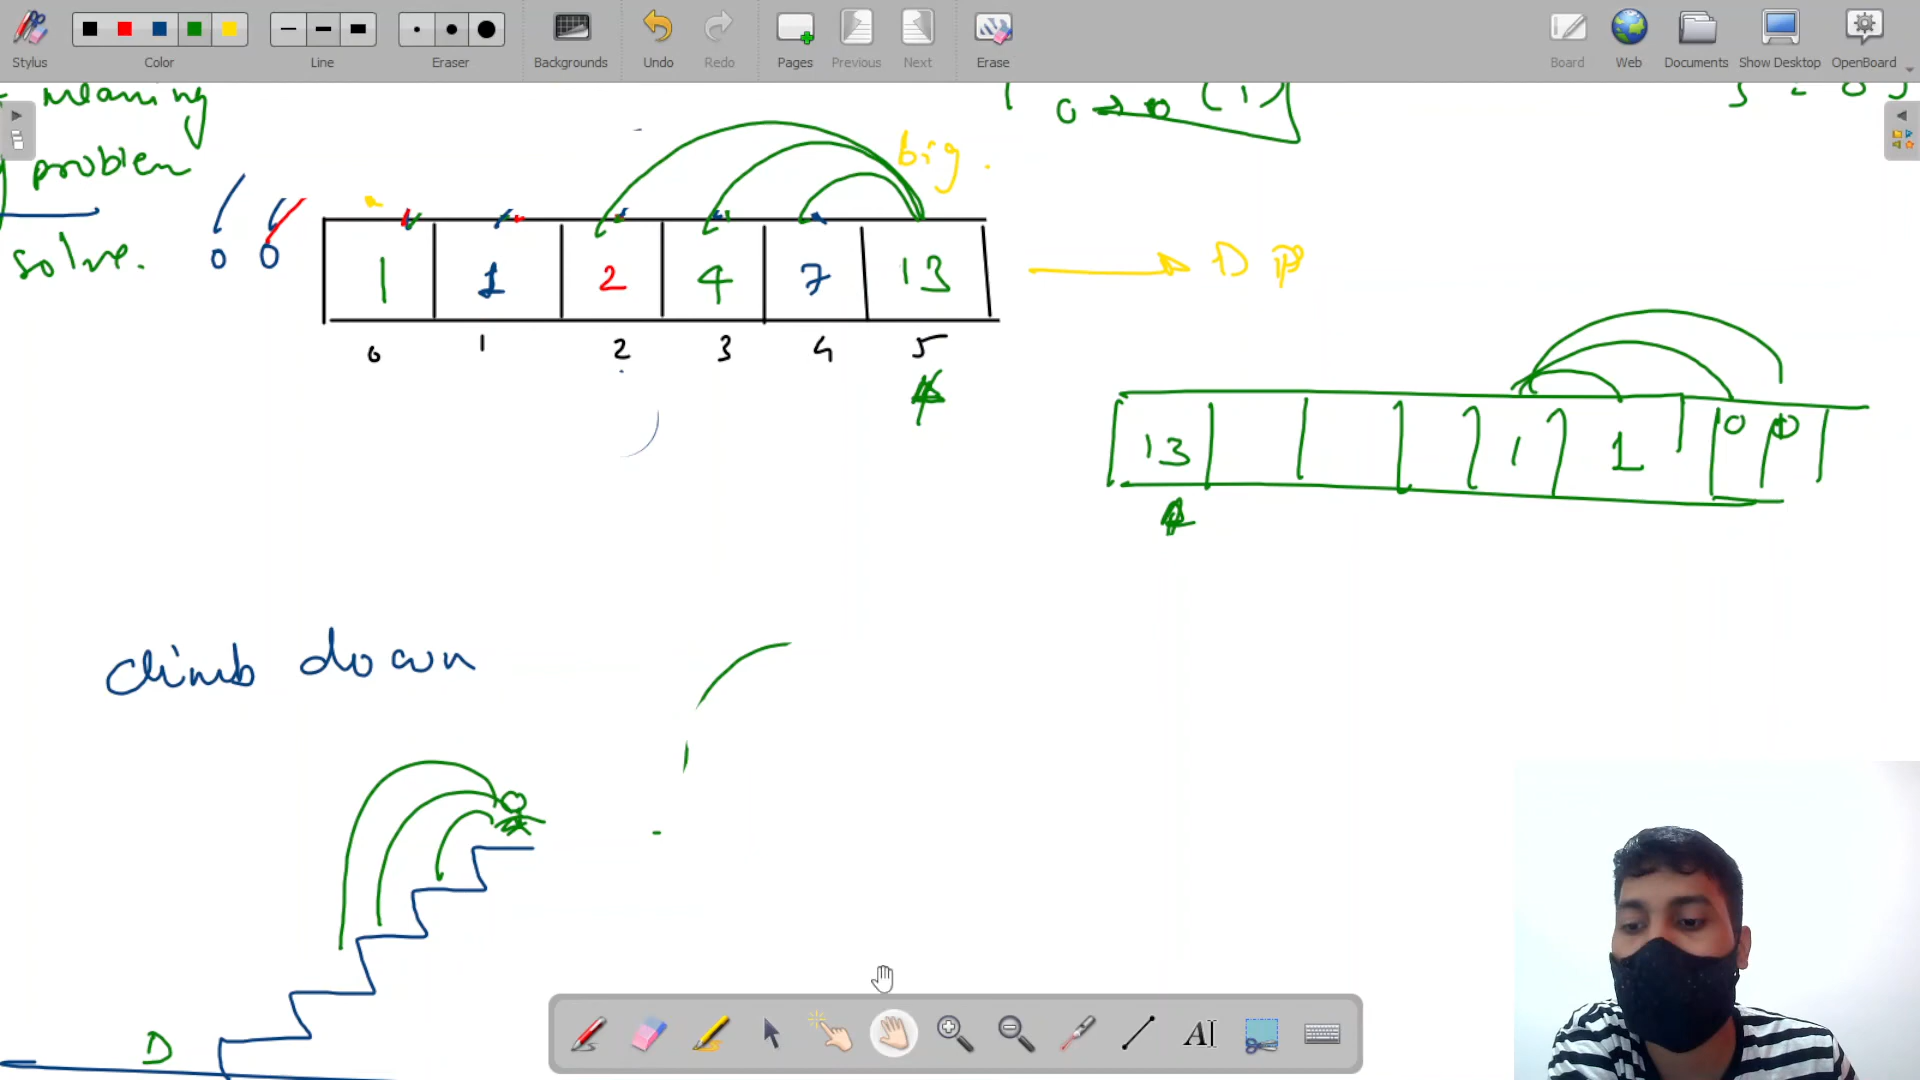 Stylus
Color
Line
Eraser
Backgrounds
Undo
Redo
Pages
Previous
Next
Erase
Board
Web
Documents
Show Desktop
OpenBoard
meaning
problem
solve.
0 0
big.
1 1 2 4 7 13
0 1 2 3 4 5
DP
13 1 1 0 0
climb down
D